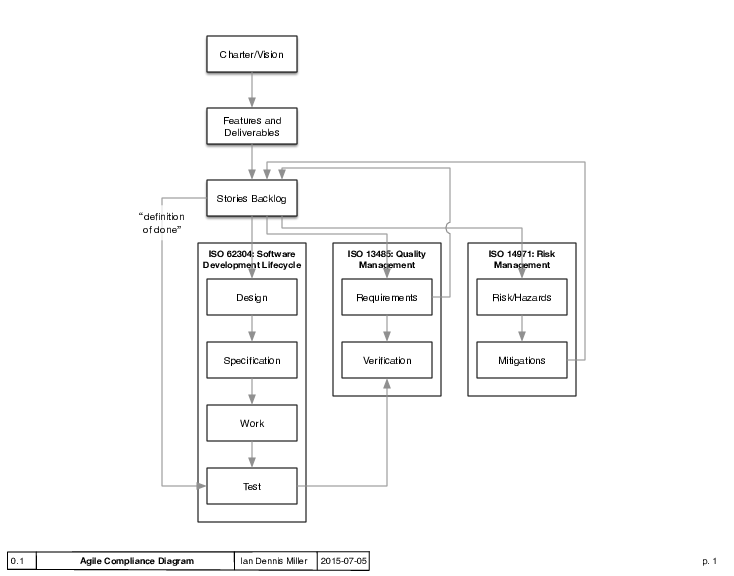 Charter/Vision
Features and
Deliverables
Stories Backlog
"definition
of done"
ISO 62304: Software
Development Lifecycle
Design
Specification
Work
Test
ISO 13485: Quality
Management
Requirements
Verification
ISO 14971: Risk
Management
Risk/Hazards
Mitigations
0.1
Agile Compliance Diagram
Ian Dennis Miller
2015-07-05
p. 1